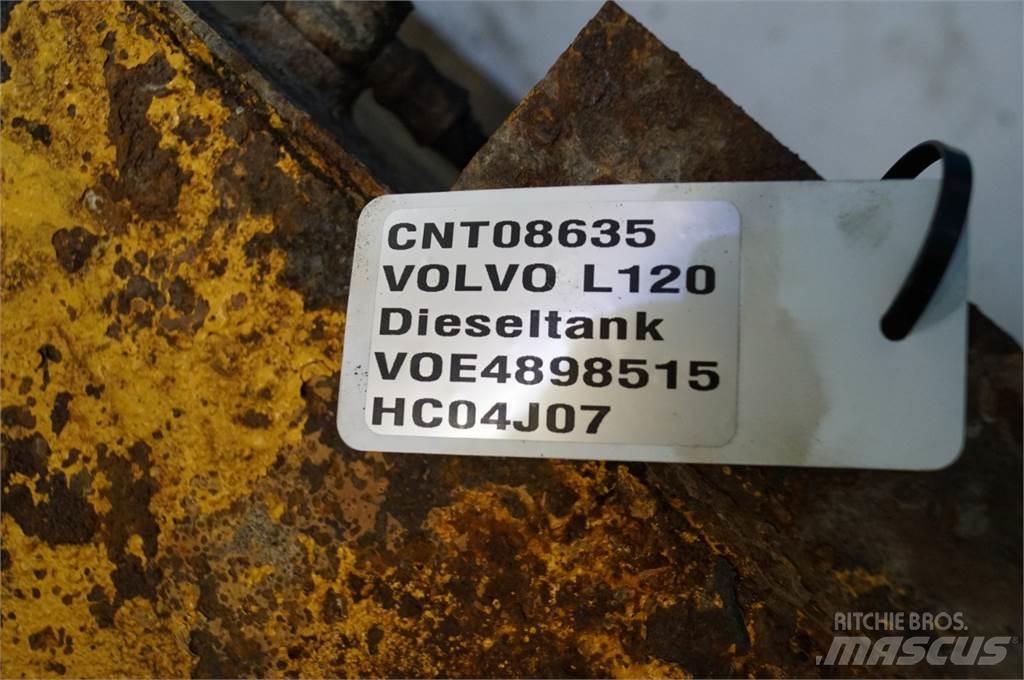 CNT08635
VOLVO L120
Dieseltank
VOE4898515
HC04J07
RITCHIE BROS.
MASCUS